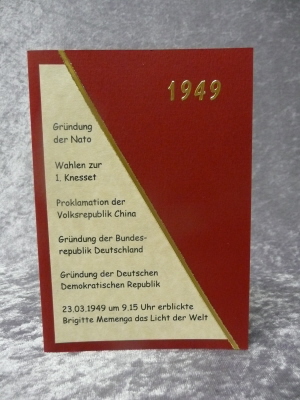 1949
Gründung
der Nato
Wahlen zur
1. Knesset
Proklamation der
Volksrepublik China
Gründung der Bundes-
republik Deutschland
Gründung der Deutschen
Demokratischen Republik
23.03.1949 um 9.15 Uhr erblickte
Brigitte Memenga das Licht der Welt